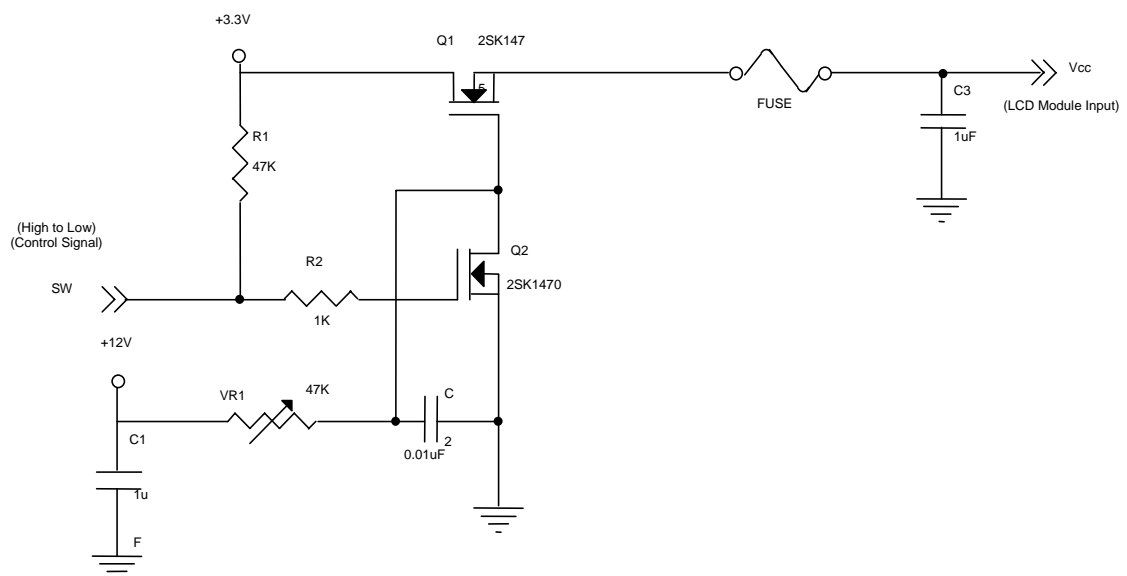 +3.3V
Q1 2SK147
5
Vcc
FUSE
C3
(LCD Module Input)
1uF
R1
47K
(High to Low)
(Control Signal)
SW
R2
1K
Q2
2SK1470
+12V
VR1
47K
C
2
0.01uF
C1
1u
F